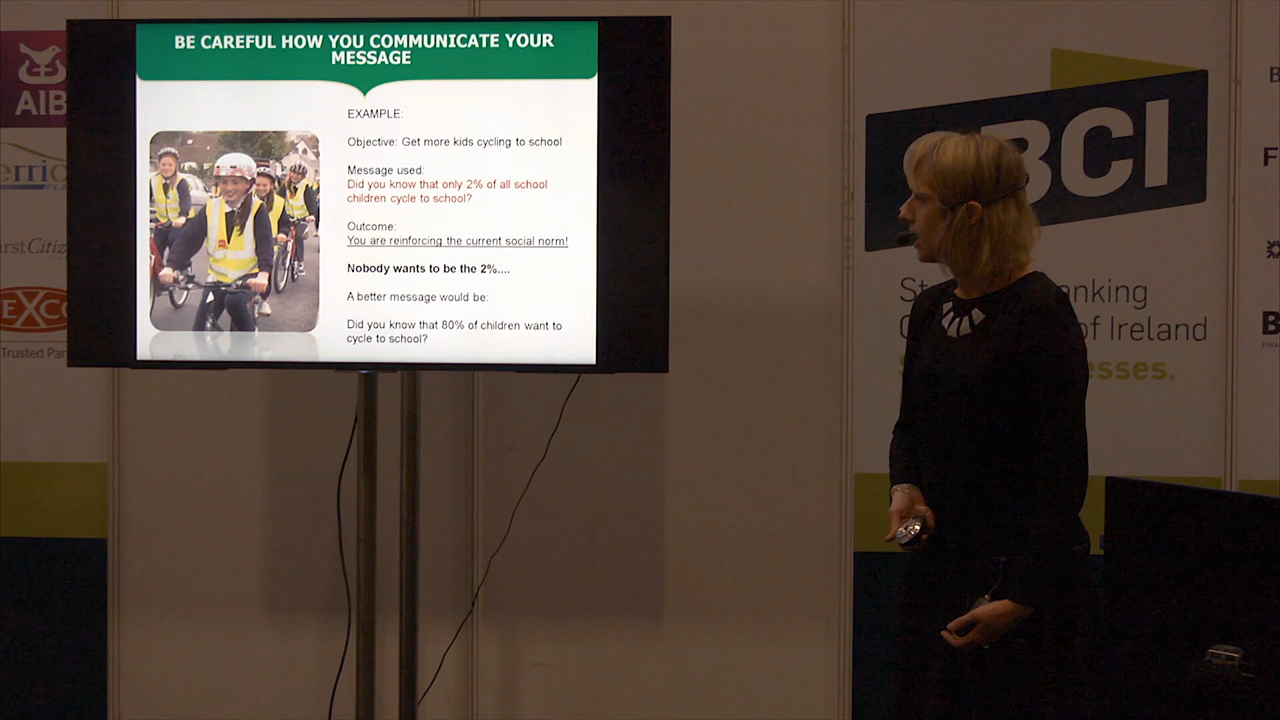 BE CAREFUL HOW YOU COMMUNICATE YOUR
MESSAGE
EXAMPLE:
Objective: Get more kids cycling to school
Message used:
Did you know that only 2% of all school
children cycle to school?
Outcome:
You are reinforcing the current social norm!
Nobody wants to be the 2%....
A better message would be:
Did you know that 80% of children want to
cycle to school?
AIB
EXCO
Trusted
BCI
anking
of Ireland
esses.